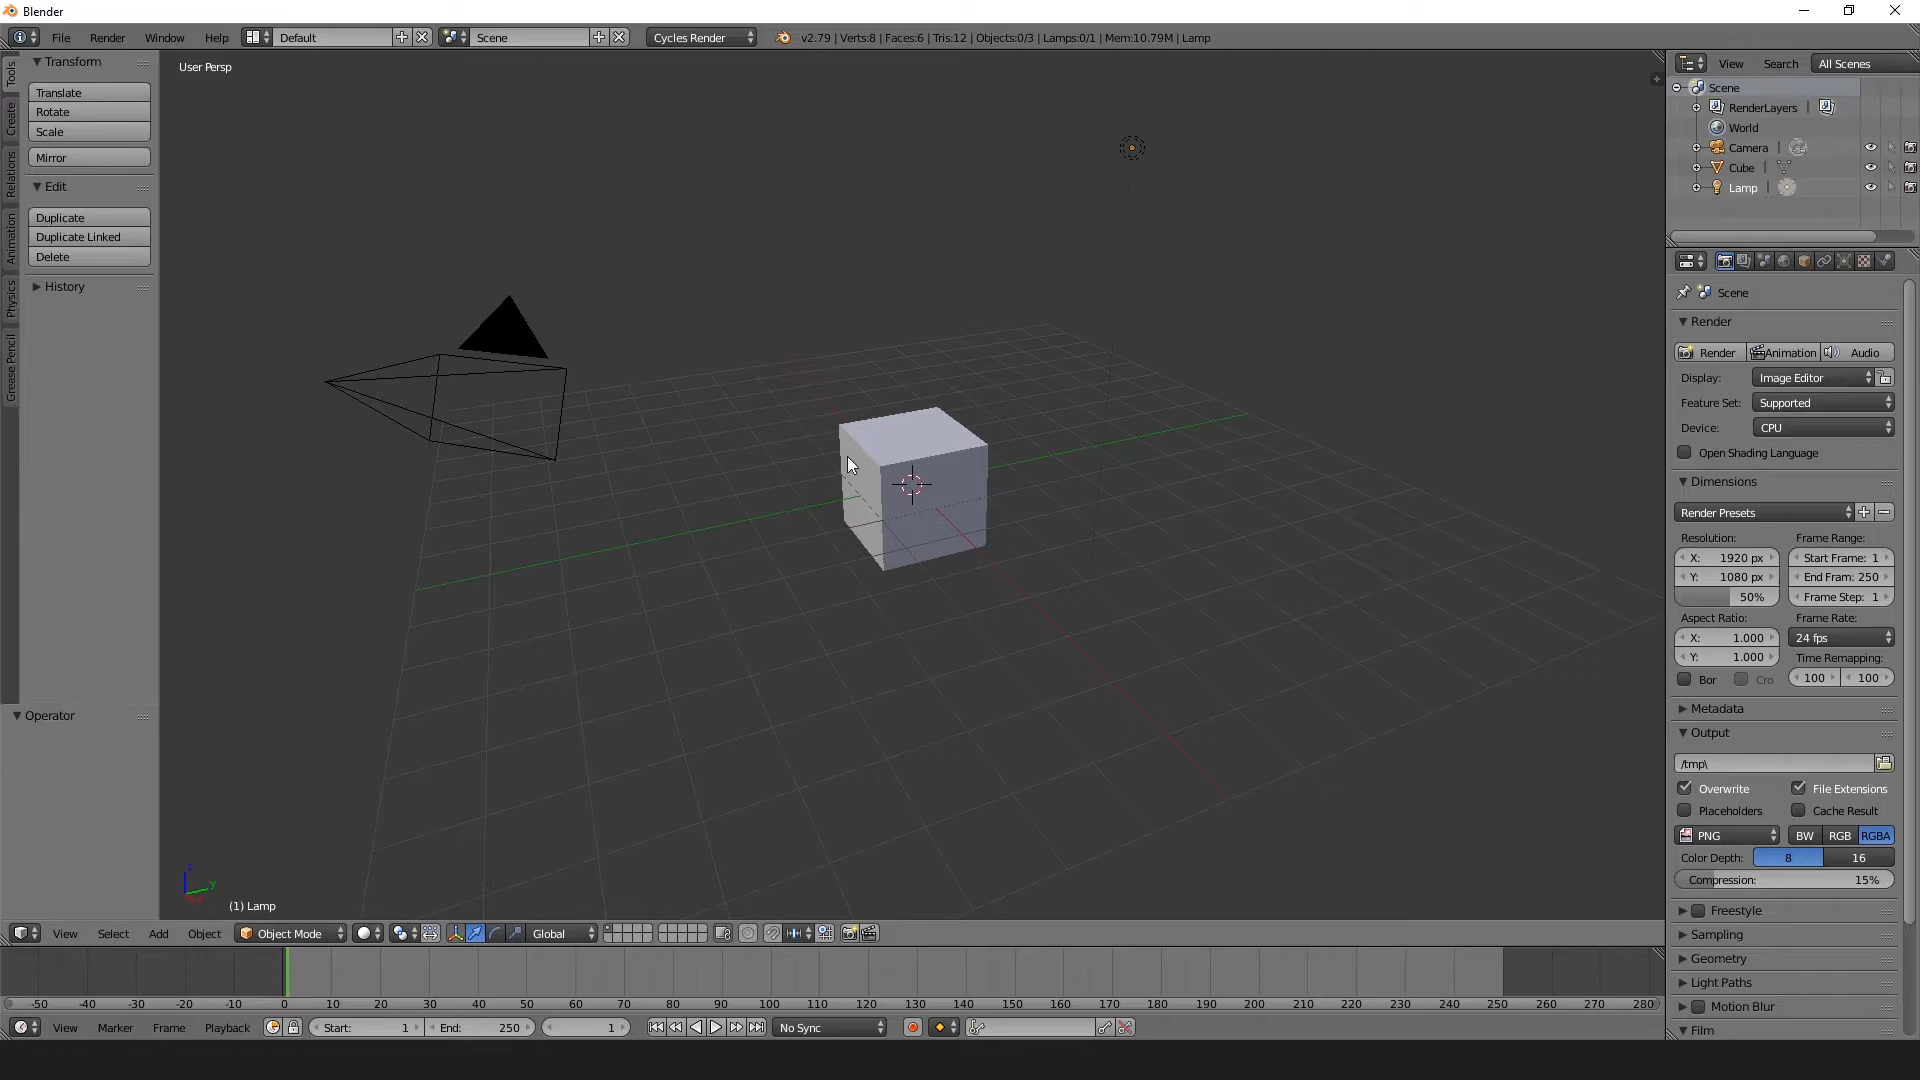 Blender
File Render Window Help Default Scene Cycles Render v2.79 | Verts:8 | Faces:6 | Tris:12 | Objects:0/3 | Lamps:0/1 | Mem:10.79M | Lamp
Tools
Create
Relations
Animation
Physics
Grease Pencil
Transform
Translate
Rotate
Scale
Mirror
Edit
Duplicate
Duplicate Linked
Delete
History
Operator
User Persp
z
y
(1) Lamp
View Select Add Object Object Mode Global
-50 -40 -30 -20 -10 0 10 20 30 40 50 60 70 80 90 100 110 120 130 140 150 160 170 180 190 200 210 220 230 240 250 260 270 280
View Marker Frame Playback Start: 1 End: 250 1 No Sync
View Search All Scenes
Scene
RenderLayers |
World
Camera |
Cube |
Lamp |
Scene
Render
Render Animation Audio
Display: Image Editor
Feature Set: Supported
Device: CPU
Open Shading Language
Dimensions
Render Presets
Resolution: Frame Range:
X: 1920 px Start Frame: 1
Y: 1080 px End Fram: 250
50% Frame Step: 1
Aspect Ratio: Frame Rate:
X: 1.000 24 fps
Y: 1.000 Time Remapping:
Bor Cro 100 100
Metadata
Output
/tmp\
Overwrite File Extensions
Placeholders Cache Result
PNG BW RGB RGBA
Color Depth: 8 16
Compression: 15%
Freestyle
Sampling
Geometry
Light Paths
Motion Blur
Film